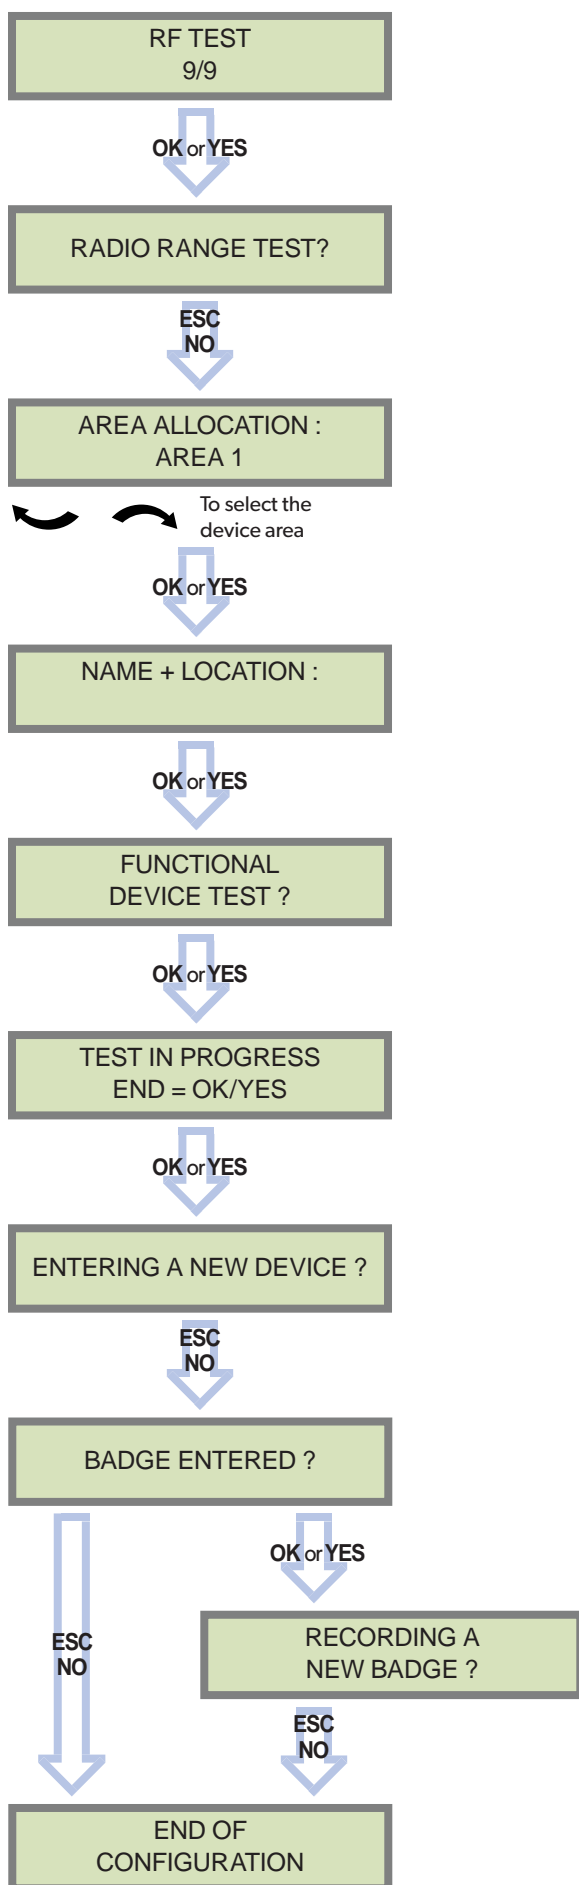 RF TEST
9/9
OK or YES
RADIO RANGE TEST?
ESC
NO
AREA ALLOCATION :
AREA 1
To select the
device area
OK or YES
NAME + LOCATION :
OK or YES
FUNCTIONAL
DEVICE TEST ?
OK or YES
TEST IN PROGRESS
END = OK/YES
OK or YES
ENTERING A NEW DEVICE ?
ESC
NO
BADGE ENTERED ?
OK or YES
RECORDING A
NEW BADGE ?
ESC
NO
ESC
NO
END OF
CONFIGURATION